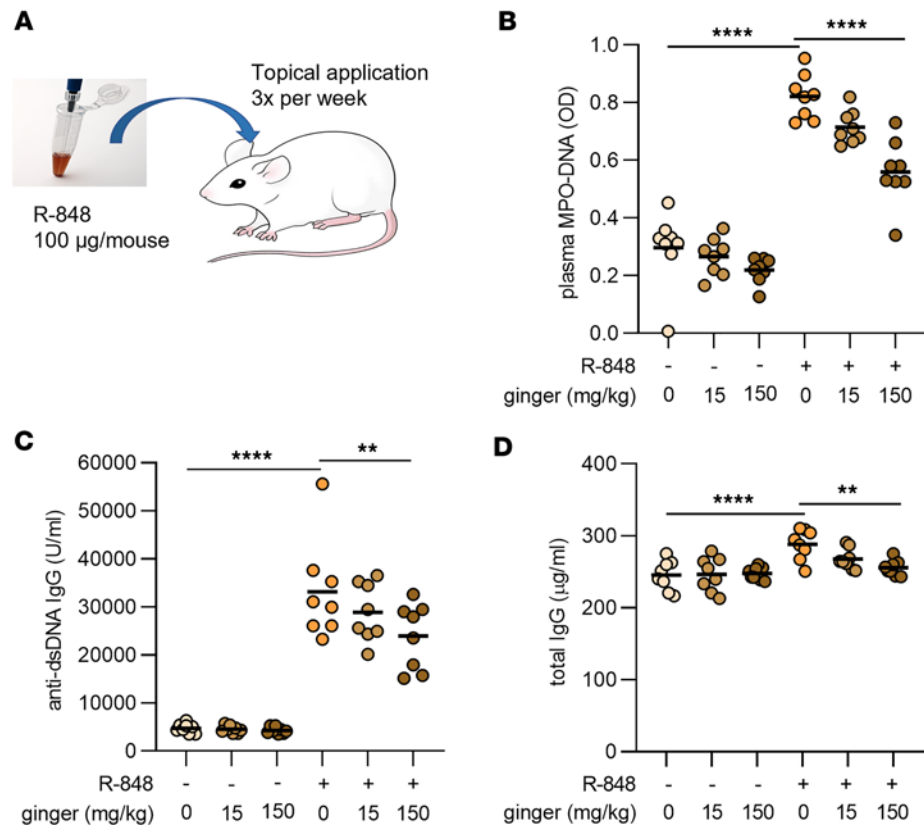 A
Topical application
3x per week
R-848
100 µg/mouse
B
**** ****
plasma MPO-DNA (OD)
1.0
0.8
0.6
0.4
0.2
0.0
R-848 - - - + + +
ginger (mg/kg) 0 15 150 0 15 150
C
**** **
anti-dsDNA IgG (U/ml)
60000
50000
40000
30000
20000
10000
0
R-848 - - - + + +
ginger (mg/kg) 0 15 150 0 15 150
D
**** **
total IgG (µg/ml)
400
300
200
100
0
R-848 - - - + + +
ginger (mg/kg) 0 15 150 0 15 150